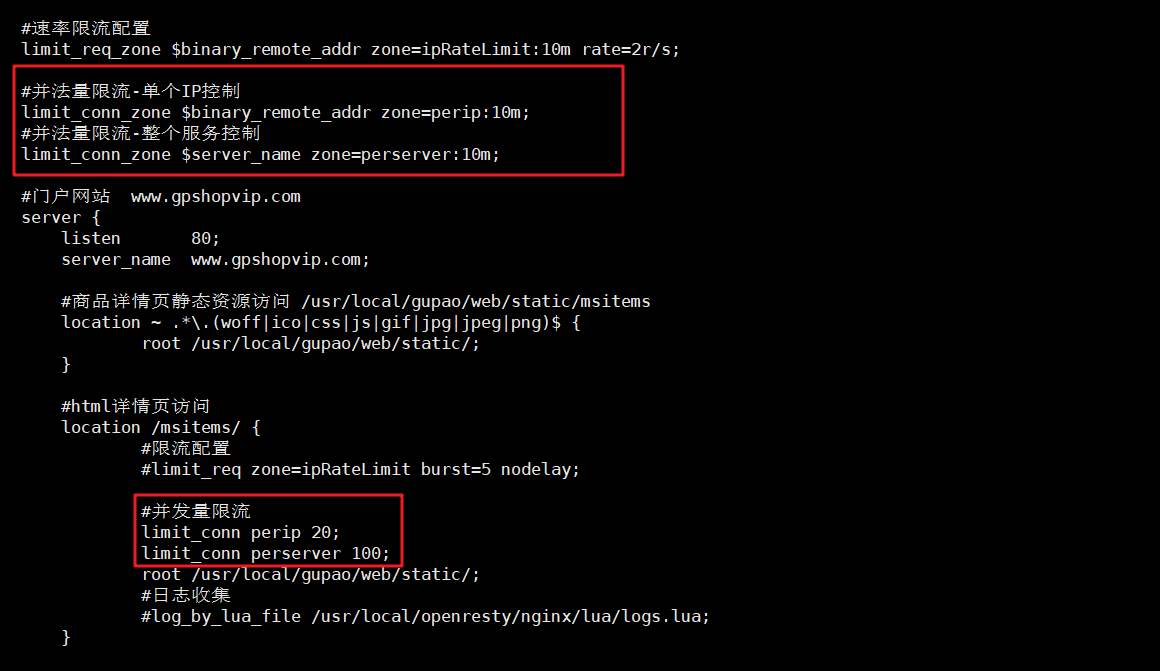 #速率限流配置
limit_req_zone $binary_remote_addr zone=ipRateLimit:10m rate=2r/s;
#并法量限流-单个IP控制
limit_conn_zone $binary_remote_addr zone=perip:10m;
#并法量限流-整个服务控制
limit_conn_zone $server_name zone=perserver:10m;
#门户网站  www.gpshopvip.com
server {
    listen       80;
    server_name  www.gpshopvip.com;
    #商品详情页静态资源访问 /usr/local/gupao/web/static/msitems
    location ~ .*\.(woff|ico|css|js|gif|jpg|jpeg|png)$ {
            root /usr/local/gupao/web/static/;
    }
    #html详情页访问
    location /msitems/ {
            #限流配置
            #limit_req zone=ipRateLimit burst=5 nodelay;
            #并发量限流
            limit_conn perip 20;
            limit_conn perserver 100;
            root /usr/local/gupao/web/static/;
            #日志收集
            #log_by_lua_file /usr/local/openresty/nginx/lua/logs.lua;
    }